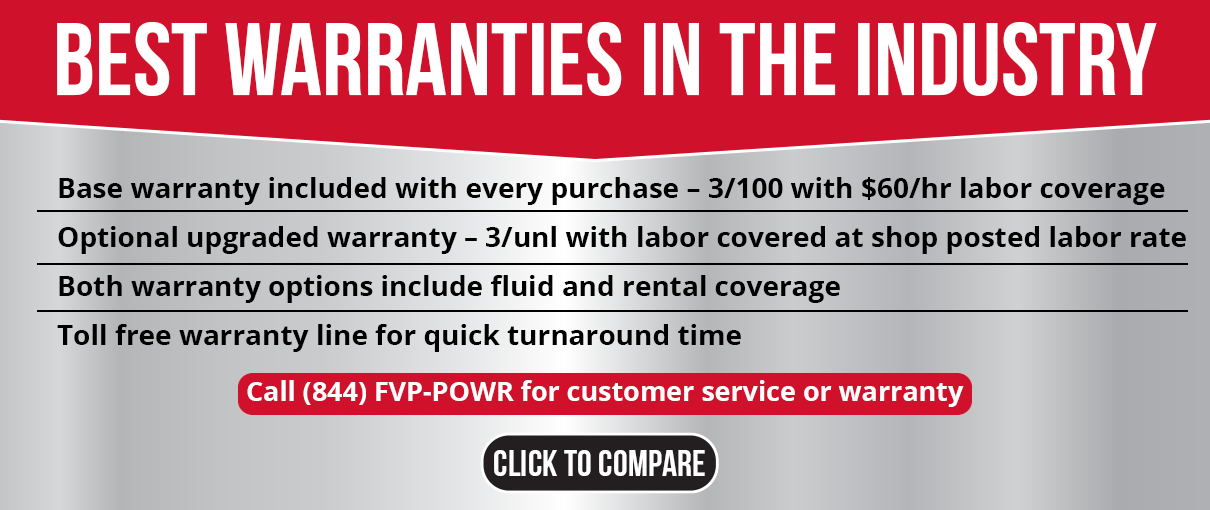 BEST WARRANTIES IN THE INDUSTRY
Base warranty included with every purchase – 3/100 with $60/hr labor coverage
Optional upgraded warranty – 3/unl with labor covered at shop posted labor rate
Both warranty options include fluid and rental coverage
Toll free warranty line for quick turnaround time
Call (844) FVP-POWR for customer service or warranty
CLICK TO COMPARE